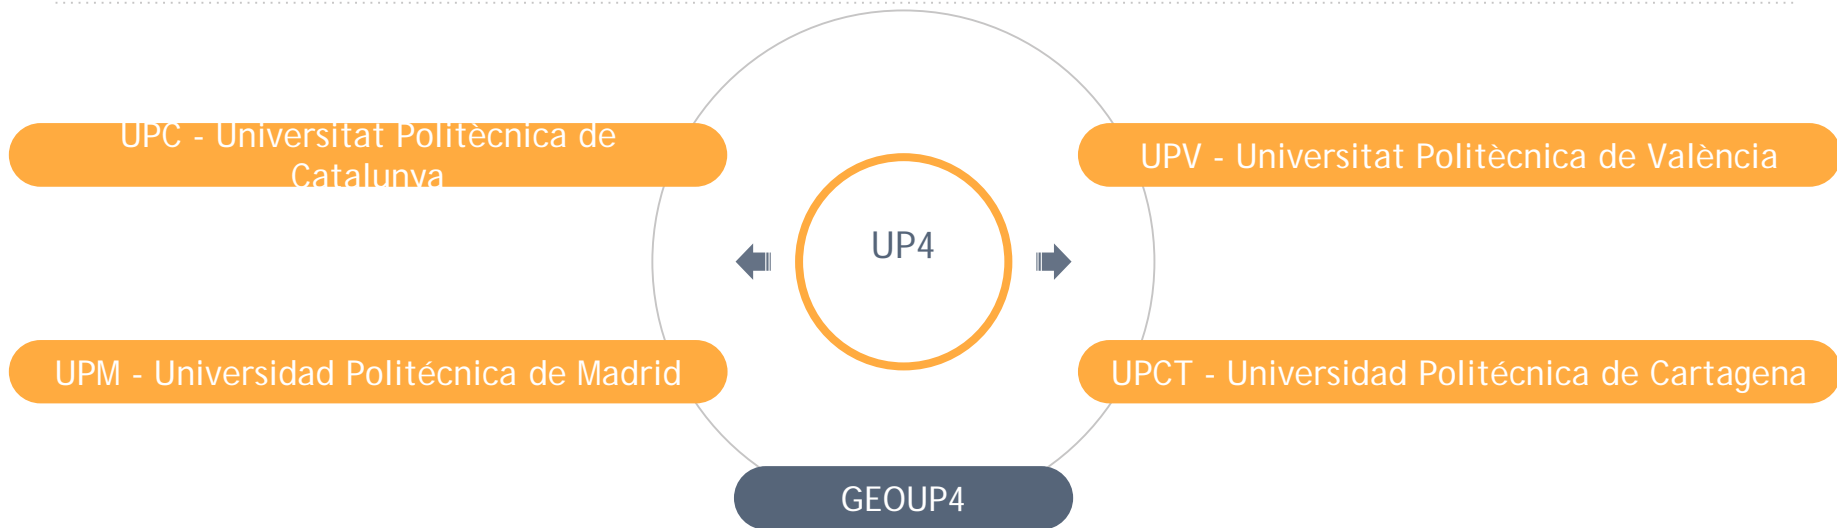 UPC - Universitat Politècnica de
Catalunya
UPV - Universitat Politècnica de València
UP4
UPM - Universidad Politécnica de Madrid
UPCT - Universidad Politécnica de Cartagena
GEOUP4